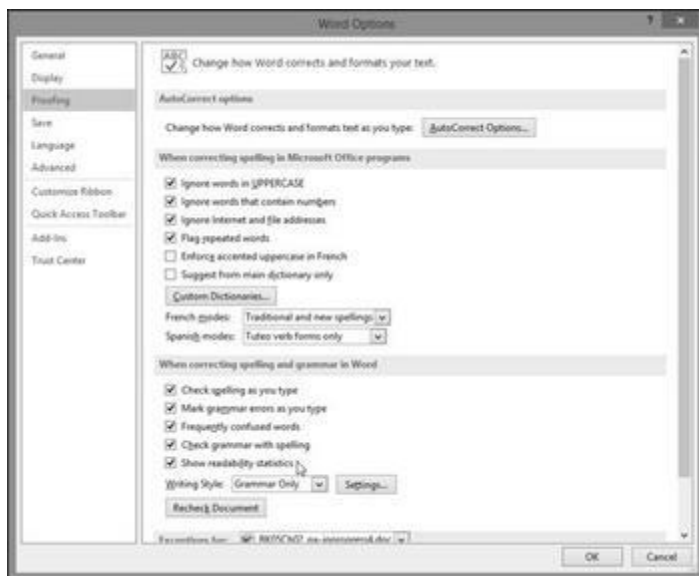 Word Options
General
Display
Proofing
Save
Language
Advanced
Customize Ribbon
Quick Access Toolbar
Add-Ins
Trust Center
ABC
Change how Word corrects and formats your text.
AutoCorrect options
Change how Word corrects and formats text as you type: AutoCorrect Options...
When correcting spelling in Microsoft Office programs
Ignore words in UPPERCASE
Ignore words that contain numbers
Ignore Internet and file addresses
Flag repeated words
Enforce accented uppercase in French
Suggest from main dictionary only
Custom Dictionaries...
French modes: Traditional and new spellings
Spanish modes: Tuteo verb forms only
When correcting spelling and grammar in Word
Check spelling as you type
Mark grammar errors as you type
Frequently confused words
Check grammar with spelling
Show readability statistics
Writing Style: Grammar Only Settings...
Recheck Document
Exceptions for:
OK Cancel